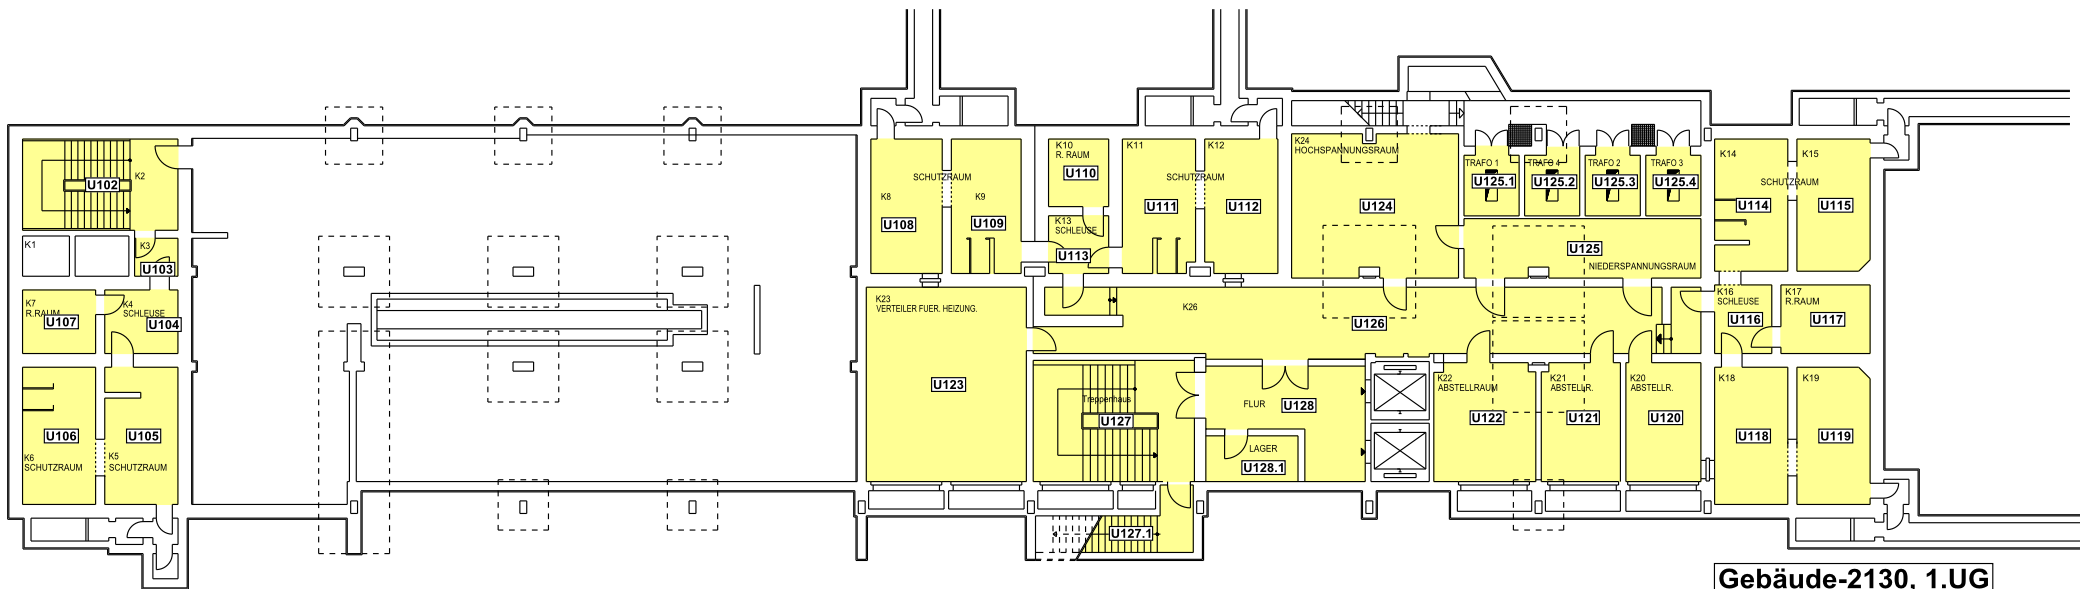 K2
U102
K1
K3
U103
K7
R.RAUM
U107
K4
SCHLEUSE
U104
U106
K6
SCHUTZRAUM
U105
K5
SCHUTZRAUM
K8
U108
SCHUTZRAUM
K9
U109
K10
R. RAUM
U110
K13
SCHLEUSE
U113
K11
U111
SCHUTZRAUM
K12
U112
K24
HOCHSPANNUNGSRAUM
U124
TRAFO 1
U125.1
TRAFO 4
U125.2
TRAFO 2
U125.3
TRAFO 3
U125.4
U125
NIEDERSPANNUNGSRAUM
K14
K15
SCHUTZRAUM
U114
U115
K16
SCHLEUSE
U116
K17
R.RAUM
U117
K23
VERTEILER FUER. HEIZUNG.
U123
K26
U126
Treppenhaus
U127
FLUR
U128
LAGER
U128.1
U127.1
K22
ABSTELLRAUM
U122
K21
ABSTELLR.
U121
K20
ABSTELLR.
U120
K18
U118
K19
U119
Gebäude-2130, 1.UG